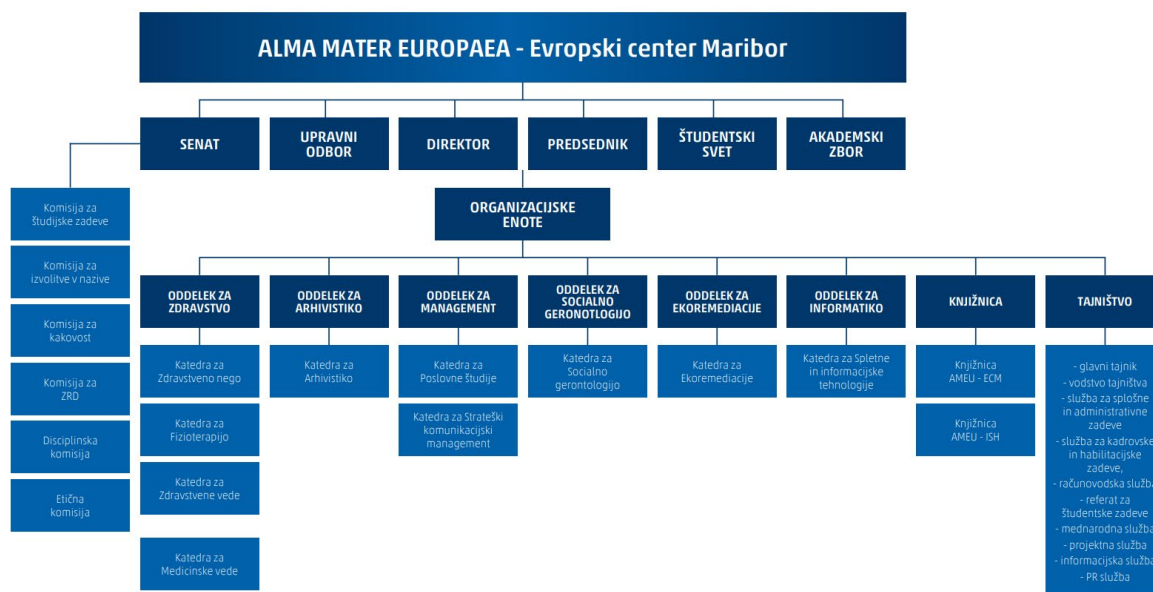 ALMA MATER EUROPAEA - Evropski center Maribor
SENAT
UPRAVNI
ODBOR
DIREKTOR
PREDSEDNIK
ŠTUDENTSKI
SVET
AKADEMSKI
ZBOR
Komisija za
študijske zadeve
Komisija za
izvolitve v nazive
Komisija za
kakovost
Komisija za
ZRD
Disciplinska
komisija
Etična
komisija
ORGANIZACIJSKE
ENOTE
ODDELEK ZA
ZDRAVSTVO
Katedra za
Zdravstveno nego
Katedra za
Fizioterapijo
Katedra za
Zdravstvene vede
Katedra za
Medicinske vede
ODDELEK ZA
ARHIVISTIKO
Katedra za
Arhivistiko
ODDELEK ZA
MANAGEMENT
Katedra za
Poslovne študije
Katedra za Strateški
komunikacijski
management
ODDELEK ZA
SOCIALNO
GERONOTLOGIJO
Katedra za
Socialno
gerontologijo
ODDELEK ZA
EKOREMEDIACIJE
Katedra za
Ekoremediacije
ODDELEK ZA
INFORMATIKO
Katedra za Spletne
in informacijske
tehnologije
KNJIŽNICA
Knjižnica
AMEU - ECM
Knjižnica
AMEU - ISH
TAJNIŠTVO
- glavni tajnik
- vodstvo tajništva
- služba za splošne
in administrativne
zadeve
- služba za kadrovske
in habilitacijske
zadeve,
- računovodska služba
- referat za
študentske zadeve
- mednarodna služba
- projektna služba
- informacijska služba
- PR služba